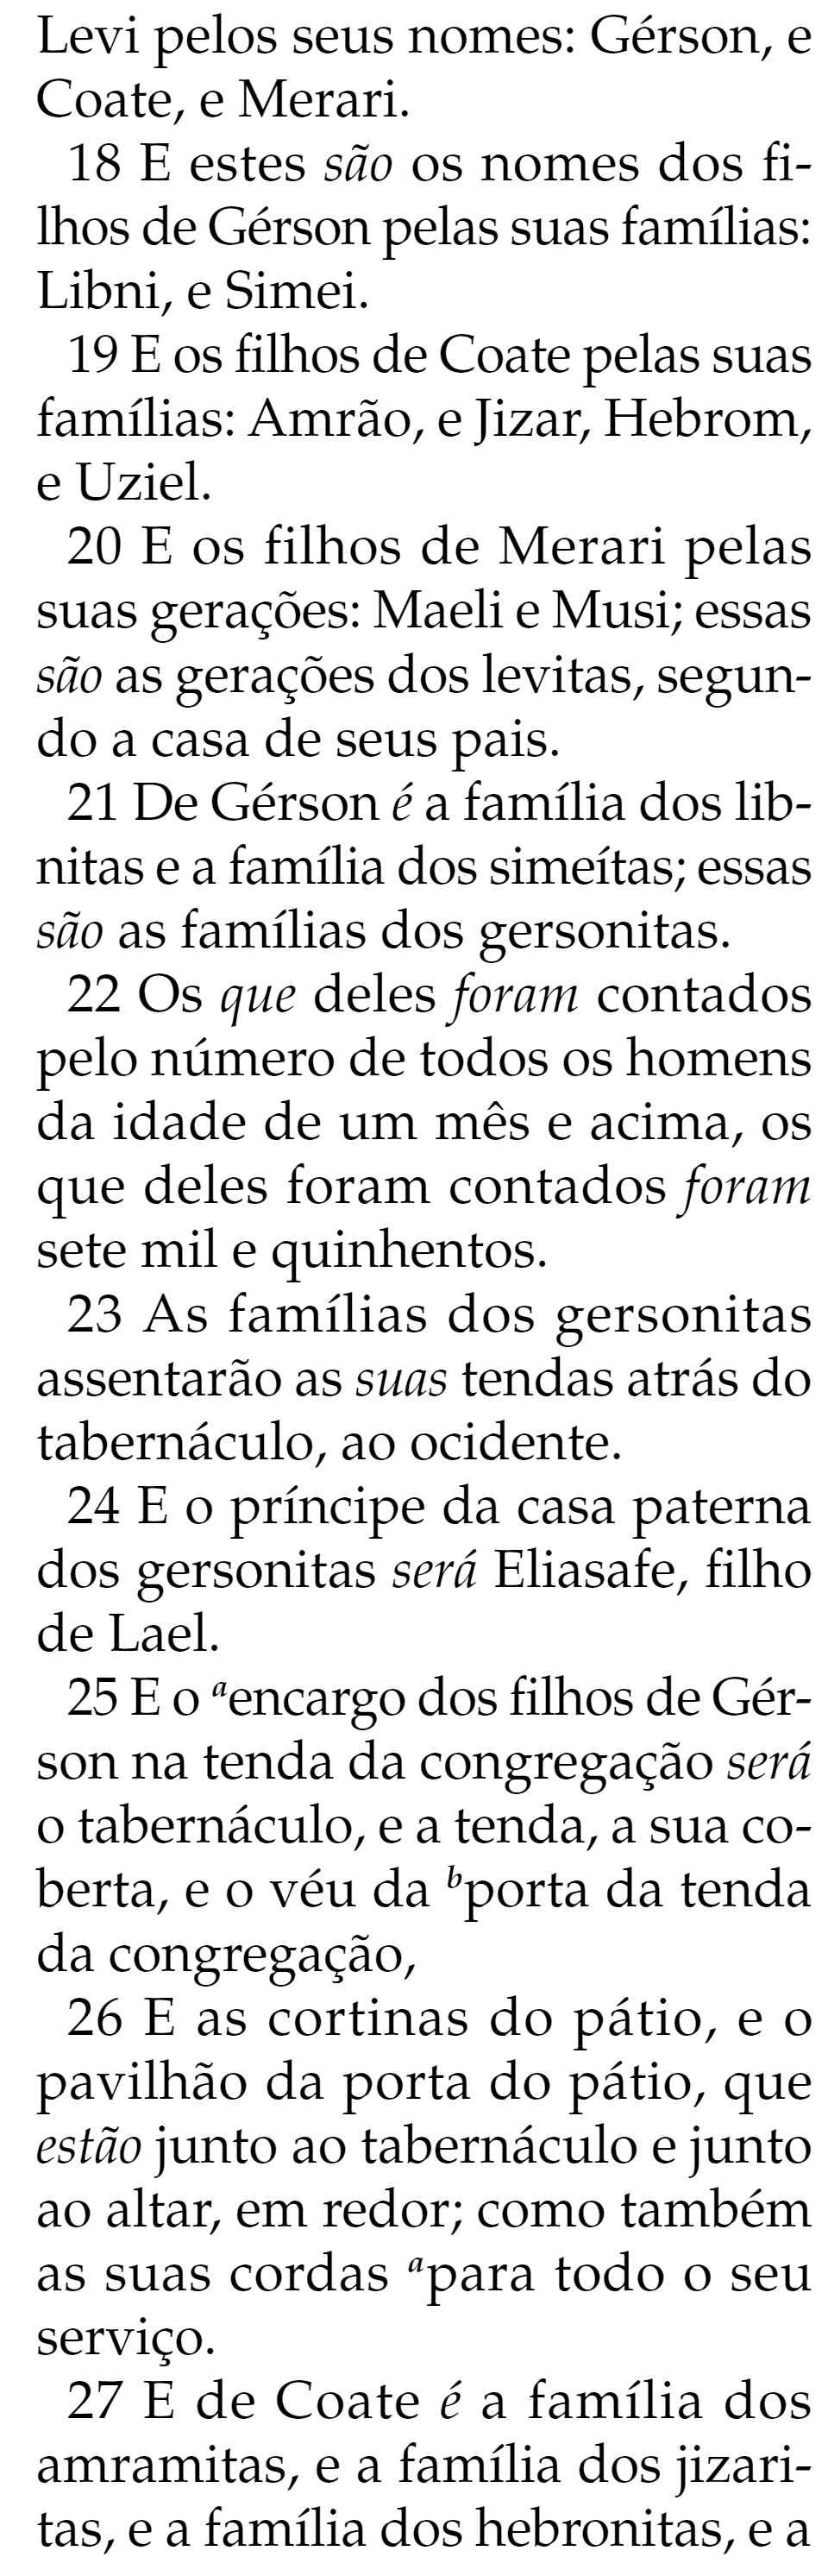 Levi pelos seus nomes: Gérson, e
Coate, e Merari.
18 E estes são os nomes dos fi-
lhos de Gérson pelas suas famílias:
Libni, e Simei.
19 E os filhos de Coate pelas suas
famílias: Amrão, e Jizar, Hebrom,
e Uziel.
20 E os filhos de Merari pelas
suas gerações: Maeli e Musi; essas
são as gerações dos levitas, segun-
do a casa de seus pais.
21 De Gérson é a família dos lib-
nitas e a família dos simeítas; essas
são as famílias dos gersonitas.
22 Os que deles foram contados
pelo número de todos os homens
da idade de um mês e acima, os
que deles foram contados foram
sete mil e quinhentos.
23 As famílias dos gersonitas
assentarão as suas tendas atrás do
tabernáculo, ao ocidente.
24 E o príncipe da casa paterna
dos gersonitas será Eliasafe, filho
de Lael.
25 E o aencargo dos filhos de Gér-
son na tenda da congregação será
o tabernáculo, e a tenda, a sua co-
berta, e o véu da bporta da tenda
da congregação,
26 E as cortinas do pátio, e o
pavilhão da porta do pátio, que
estão junto ao tabernáculo e junto
ao altar, em redor; como também
as suas cordas apara todo o seu
serviço.
27 E de Coate é a família dos
amramitas, e a família dos jizari-
tas, e a família dos hebronitas, e a